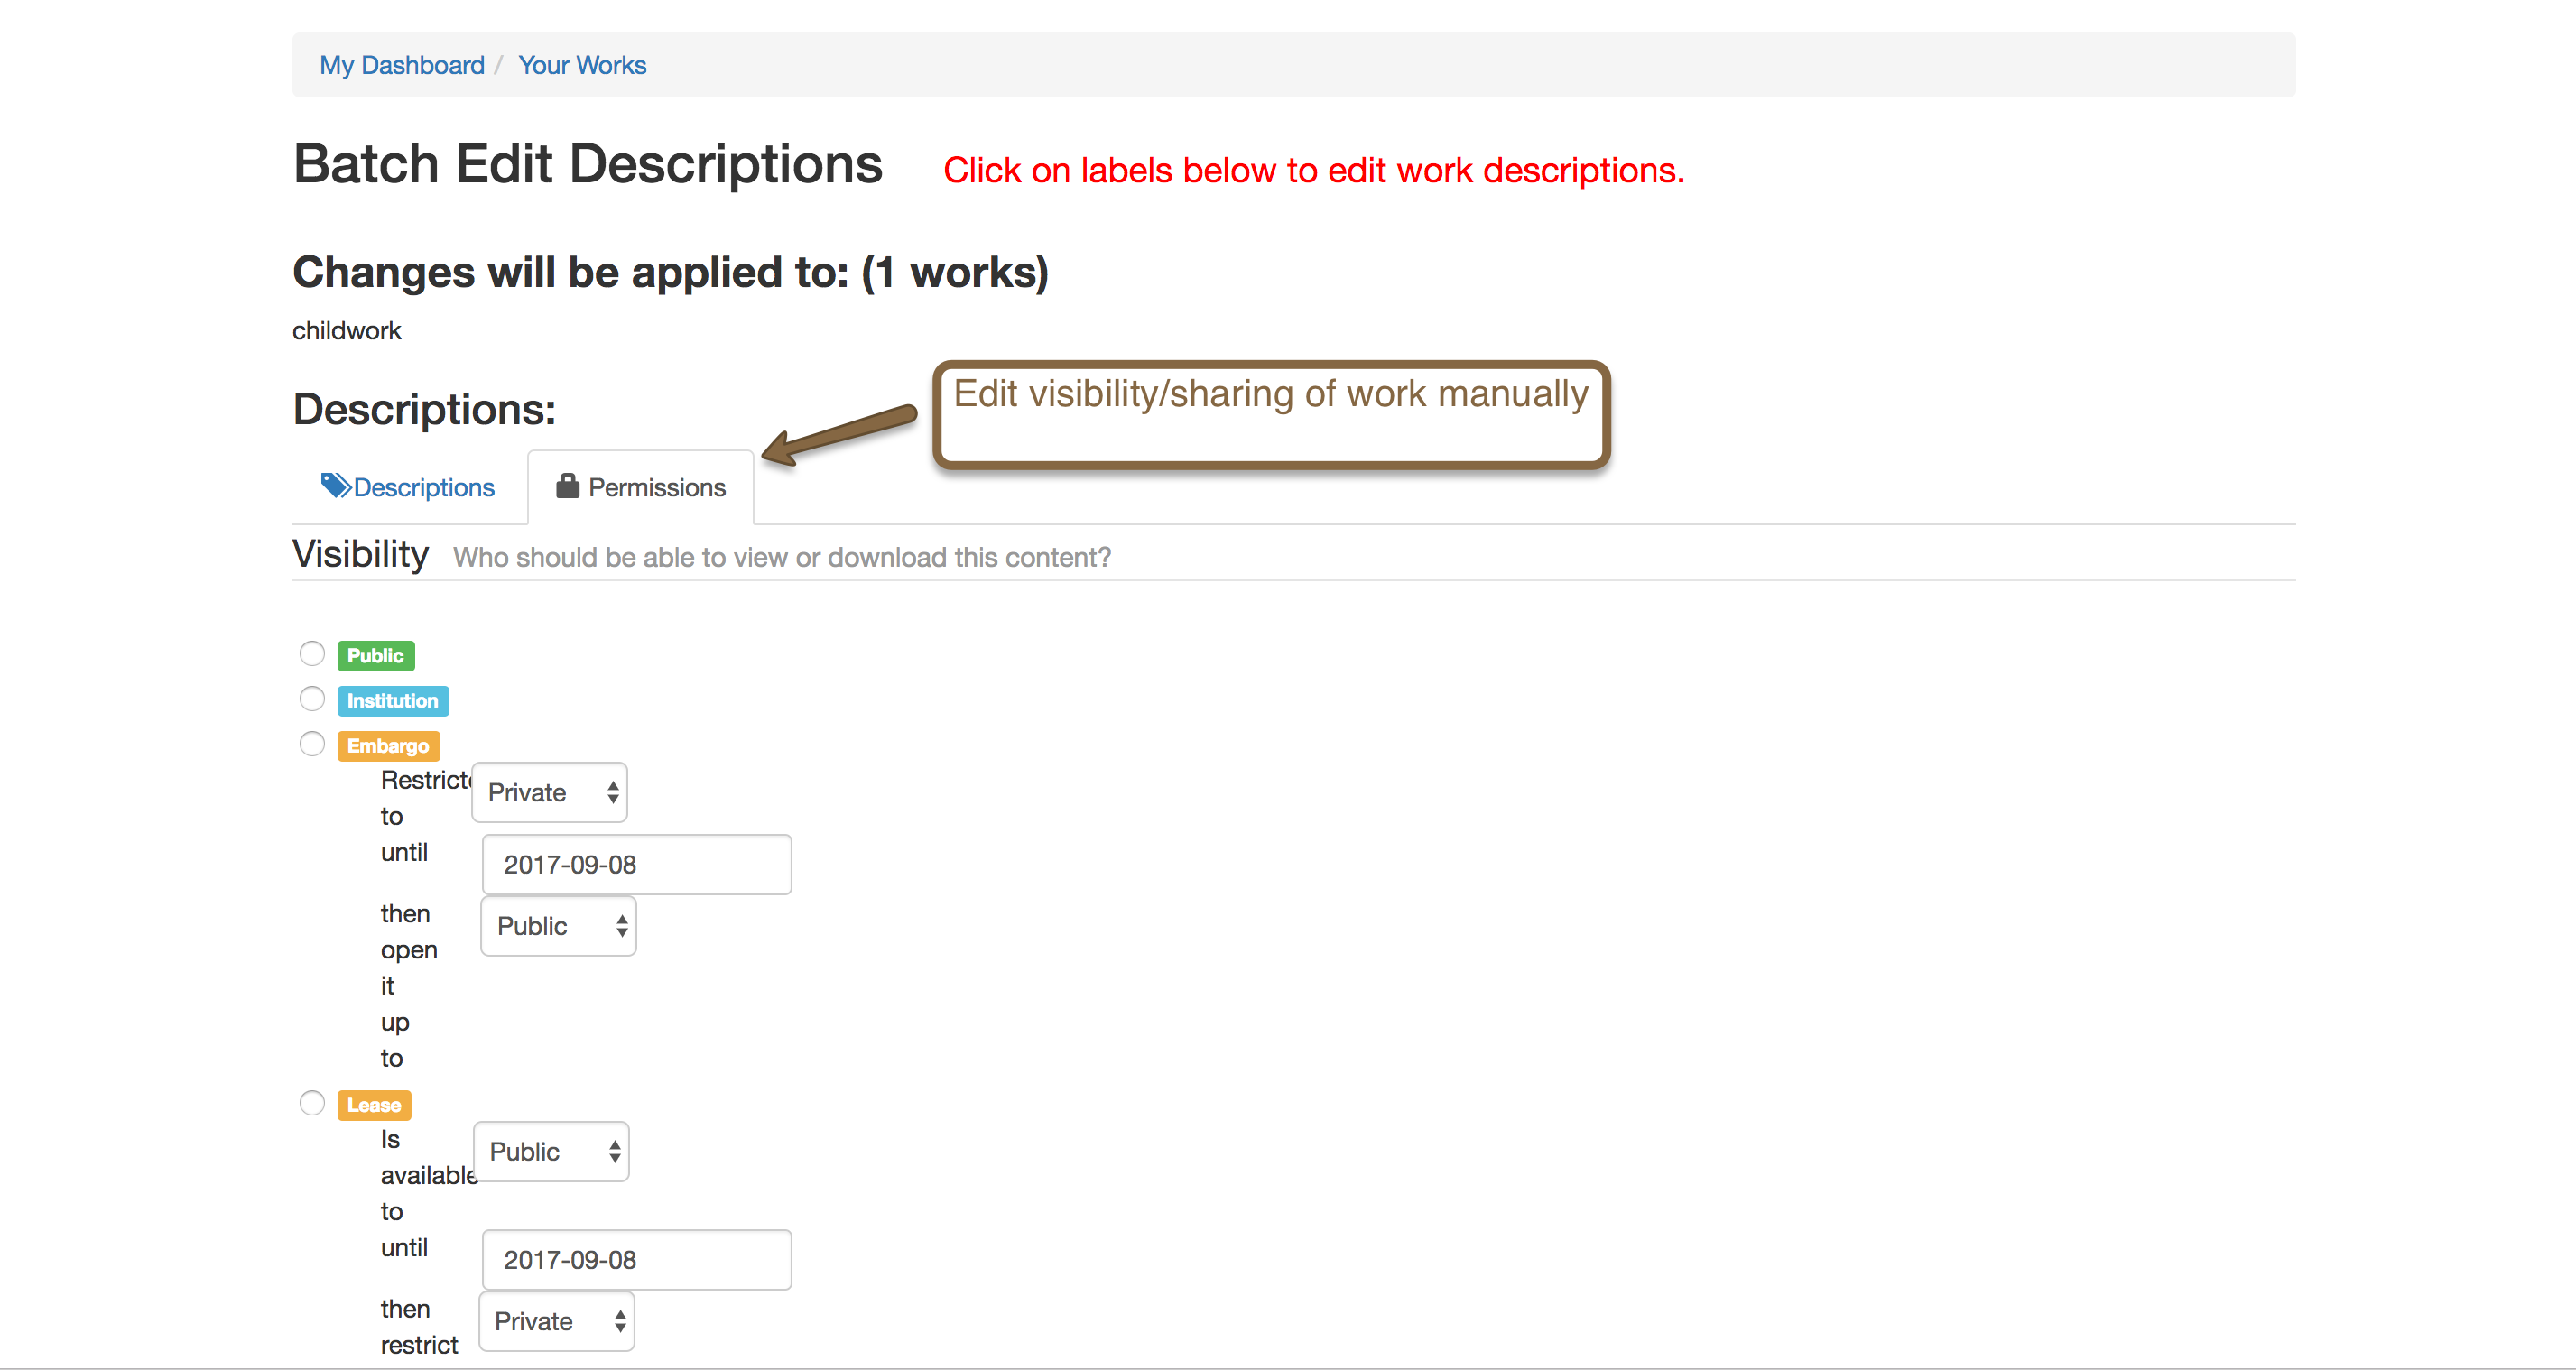 My Dashboard / Your Works
Batch Edit Descriptions Click on labels below to edit work descriptions.
Changes will be applied to: (1 works)
childwork
Edit visibility/sharing of work manually
Descriptions:
Descriptions Permissions
Visibility Who should be able to view or download this content?
Public
Institution
Embargo
Restricte Private
to
until
2017-09-08
then Public
open
it
up
to
Lease
Is Public
available
to
until
2017-09-08
then Private
restrict